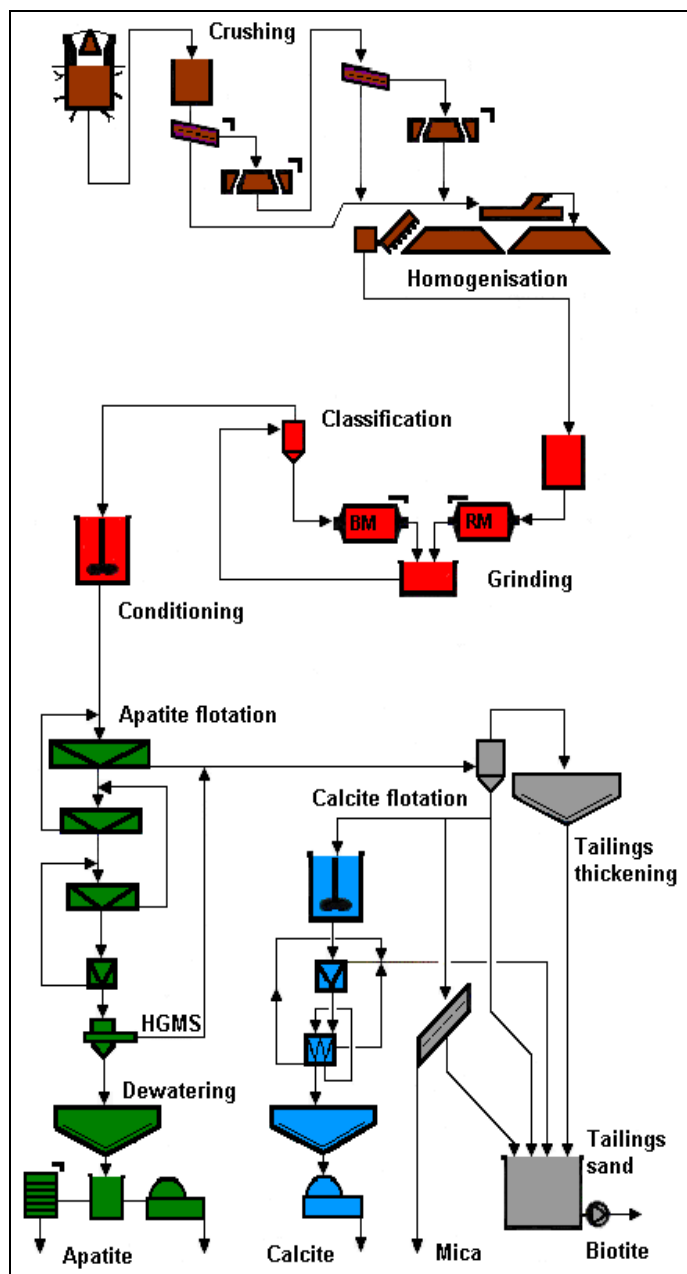 Crushing
Homogenisation
Classification
BM
RM
Grinding
Conditioning
Apatite flotation
Calcite flotation
Tailings
thickening
HGMS
Dewatering
Tailings
sand
Apatite
Calcite
Mica
Biotite